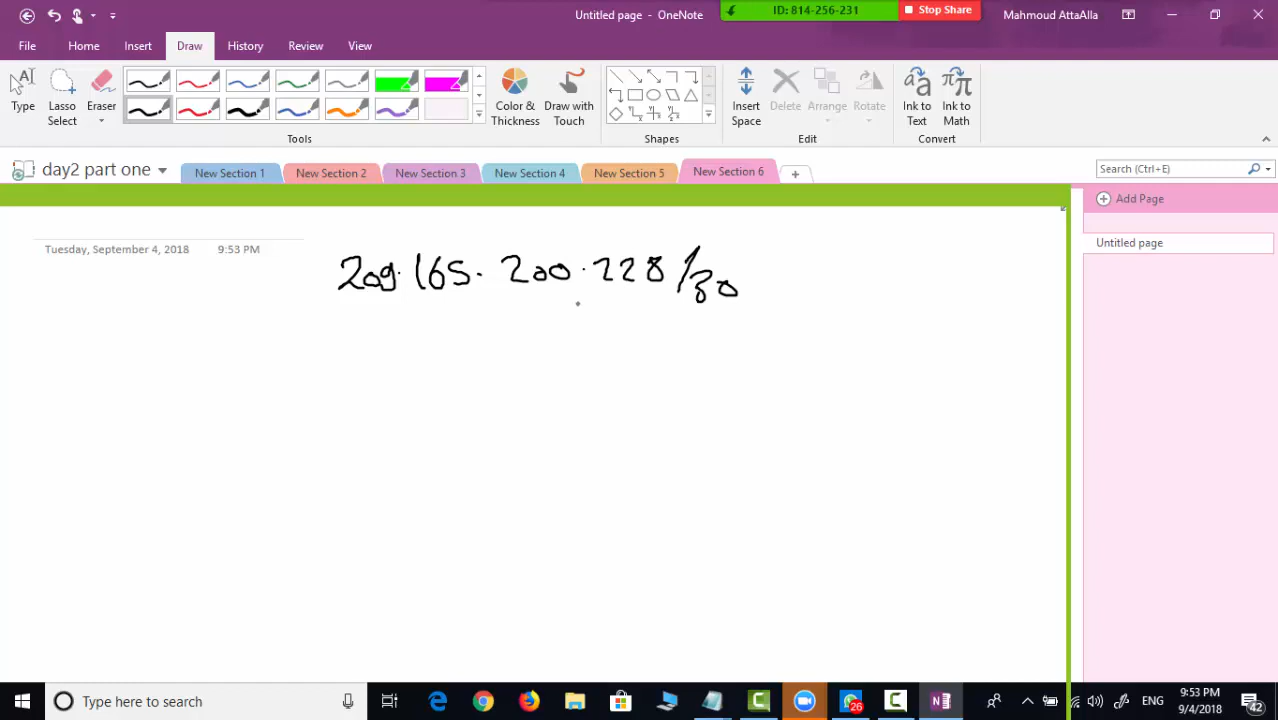 Untitled page - OneNote
ID: 814-256-231
Stop Share
Mahmoud AttaAlla
File Home Insert Draw History Review View
Type
Lasso Select
Eraser
Color & Thickness
Draw with Touch
Insert Space
Delete
Arrange
Rotate
Ink to Text
Ink to Math
Tools
Shapes
Edit
Convert
day2 part one
New Section 1
New Section 2
New Section 3
New Section 4
New Section 5
New Section 6
Search (Ctrl+E)
Add Page
Untitled page
Tuesday, September 4, 2018 9:53 PM
209.165.200.228/30
Type here to search
26
ENG
9:53 PM
9/4/2018
42